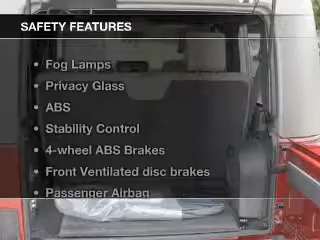 SAFETY FEATURES
• Fog Lamps
• Privacy Glass
• ABS
• Stability Control
• 4-wheel ABS Brakes
• Front Ventilated disc brakes
• Passenger Airbag